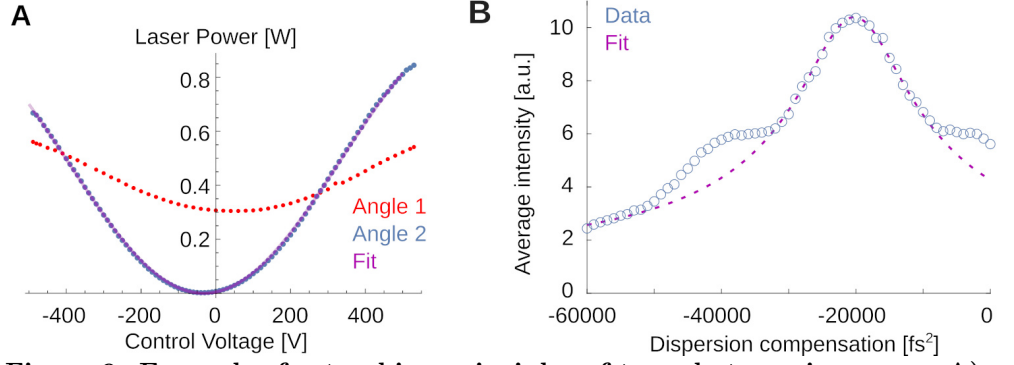 A
Laser Power [W]
0.8
0.6
0.4
0.2
-400 -200 0 200 400
Control Voltage [V]
Angle 1
Angle 2
Fit
B
Data
Fit
Average intensity [a.u.]
10
8
6
4
2
0
-60000 -40000 -20000 0
Dispersion compensation [fs²]